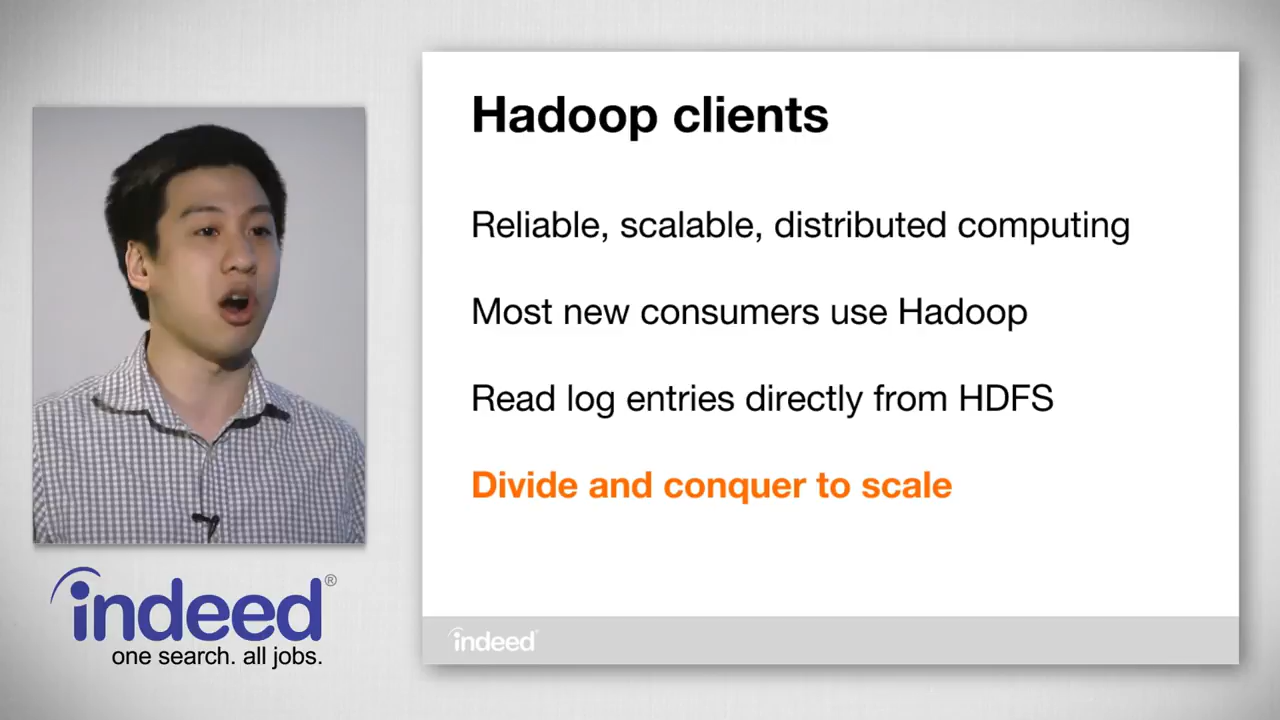 Hadoop clients
Reliable, scalable, distributed computing
Most new consumers use Hadoop
Read log entries directly from HDFS
Divide and conquer to scale
indeed®
one search. all jobs.
indeed